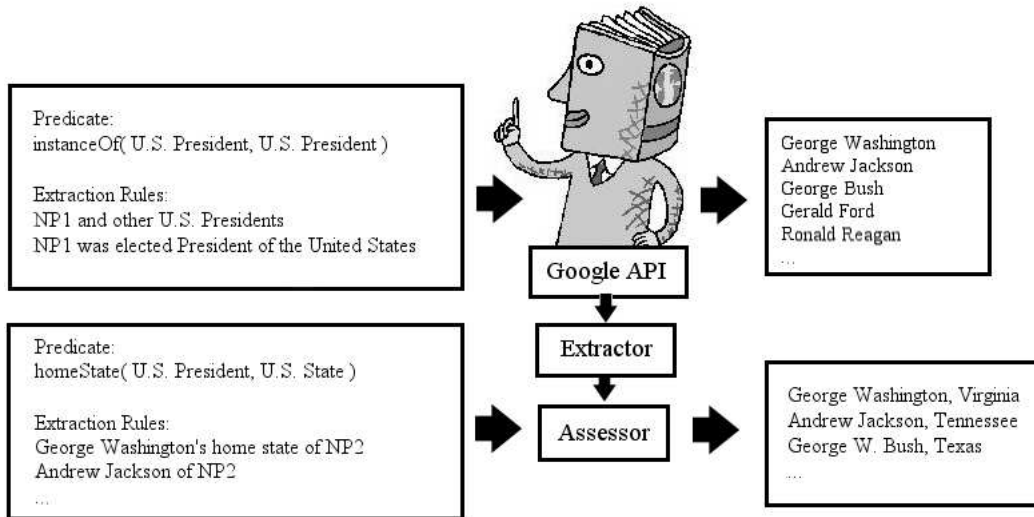 Predicate:
instanceOf( U.S. President, U.S. President )
Extraction Rules:
NP1 and other U.S. Presidents
NP1 was elected President of the United States
George Washington
Andrew Jackson
George Bush
Gerald Ford
Ronald Reagan
...
Google API
Extractor
Assessor
Predicate:
homeState( U.S. President, U.S. State )
Extraction Rules:
George Washington's home state of NP2
Andrew Jackson of NP2
...
George Washington, Virginia
Andrew Jackson, Tennessee
George W. Bush, Texas
...